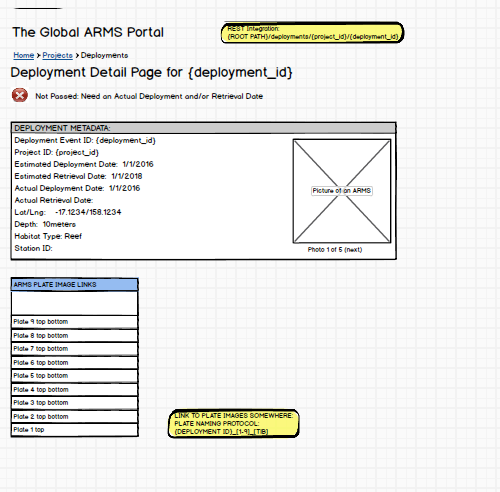 The Global ARMS Portal
REST Integration:
{ROOT PATH}/deployments/{project_id}/{deployment_id}
Home > Projects > Deployments
Deployment Detail Page for {deployment_id}
Not Passed: Need an Actual Deployment and/or Retrieval Date
DEPLOYMENT METADATA:
Deployment Event ID: {deployment_id}
Project ID: {project_id}
Estimated Deployment Date: 1/1/2016
Estimated Retrieval Date: 1/1/2018
Actual Deployment Date: 1/1/2016
Actual Retrieval Date:
Lat/Lng: -17.1234/158.1234
Depth: 10meters
Habitat Type: Reef
Station ID:
Picture of an ARMS
Photo 1 of 5 (next)
ARMS PLATE IMAGE LINKS
Plate 9 top bottom
Plate 8 top bottom
Plate 7 top bottom
Plate 6 top bottom
Plate 5 top bottom
Plate 4 top bottom
Plate 3 top bottom
Plate 2 top bottom
Plate 1 top
LINK TO PLATE IMAGES SOMEWHERE:
PLATE NAMING PROTOCOL:
{DEPLOYMENT ID}_{1-9}_{T|B}